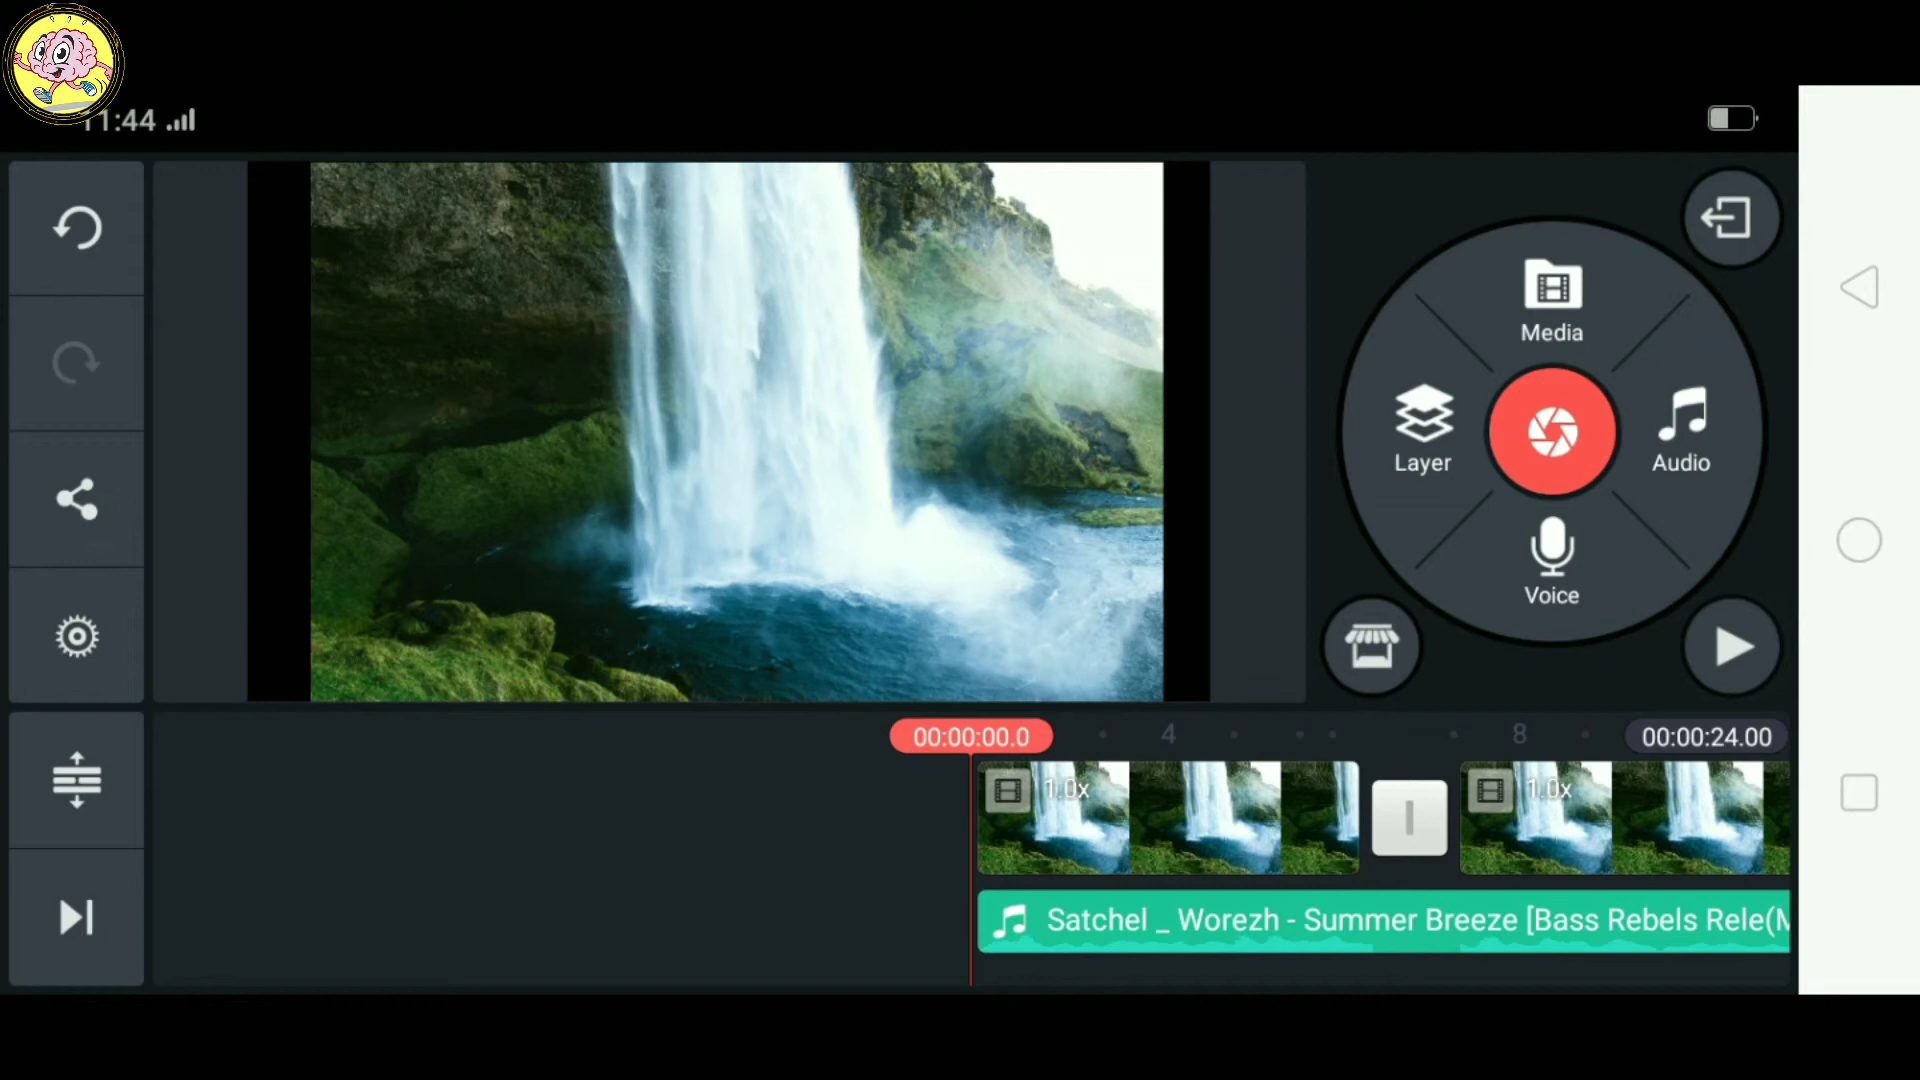 11:44
Media
Layer
Audio
Voice
00:00:00.0
4
8
00:00:24.00
1.0x
1.0x
Satchel _ Worezh - Summer Breeze [Bass Rebels Rele(M